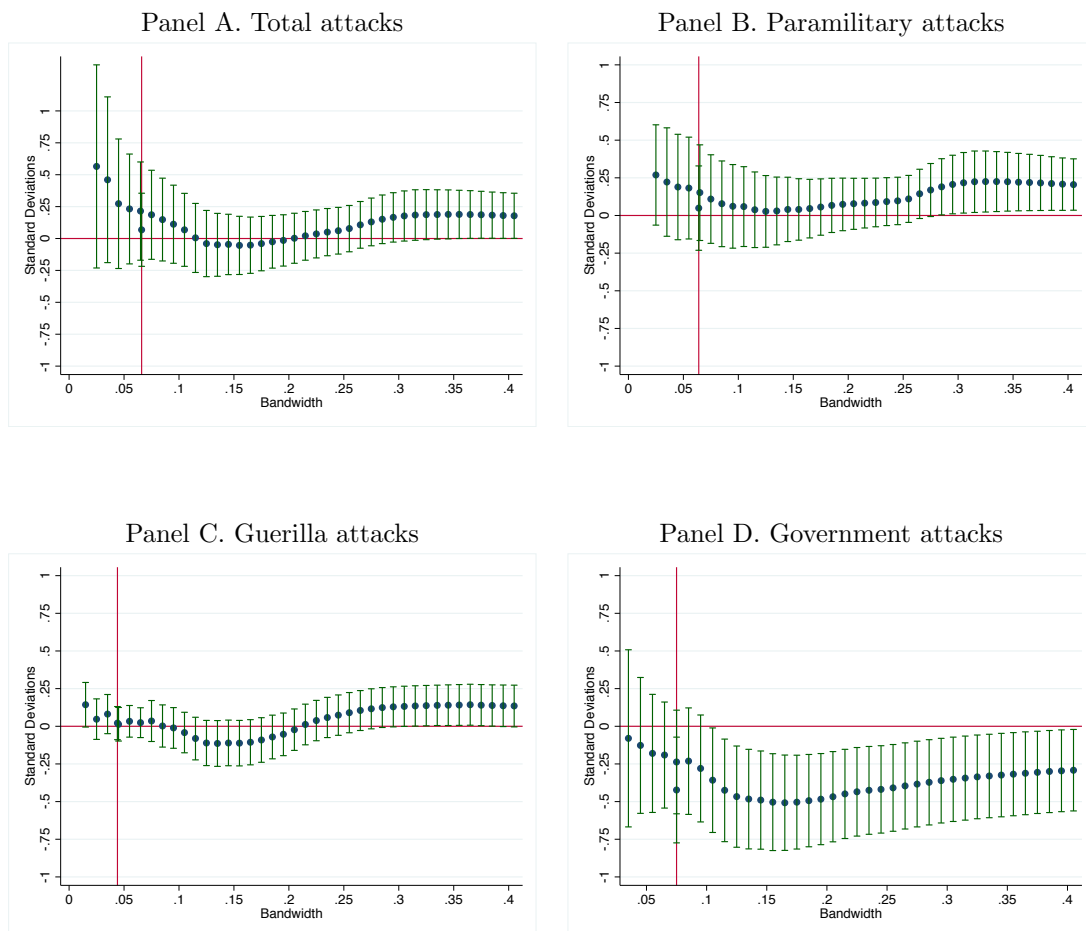 Panel A. Total attacks
Standard Deviations
1
.75
.5
.25
0
-.25
-.5
-.75
-1
0 .05 .1 .15 .2 .25 .3 .35 .4
Bandwidth
Panel B. Paramilitary attacks
Standard Deviations
1
.75
.5
.25
0
-.25
-.5
-.75
-1
0 .05 .1 .15 .2 .25 .3 .35 .4
Bandwidth
Panel C. Guerilla attacks
Standard Deviations
1
.75
.5
.25
0
-.25
-.5
-.75
-1
0 .05 .1 .15 .2 .25 .3 .35 .4
Bandwidth
Panel D. Government attacks
Standard Deviations
1
.75
.5
.25
0
-.25
-.5
-.75
-1
.05 .1 .15 .2 .25 .3 .35 .4
Bandwidth